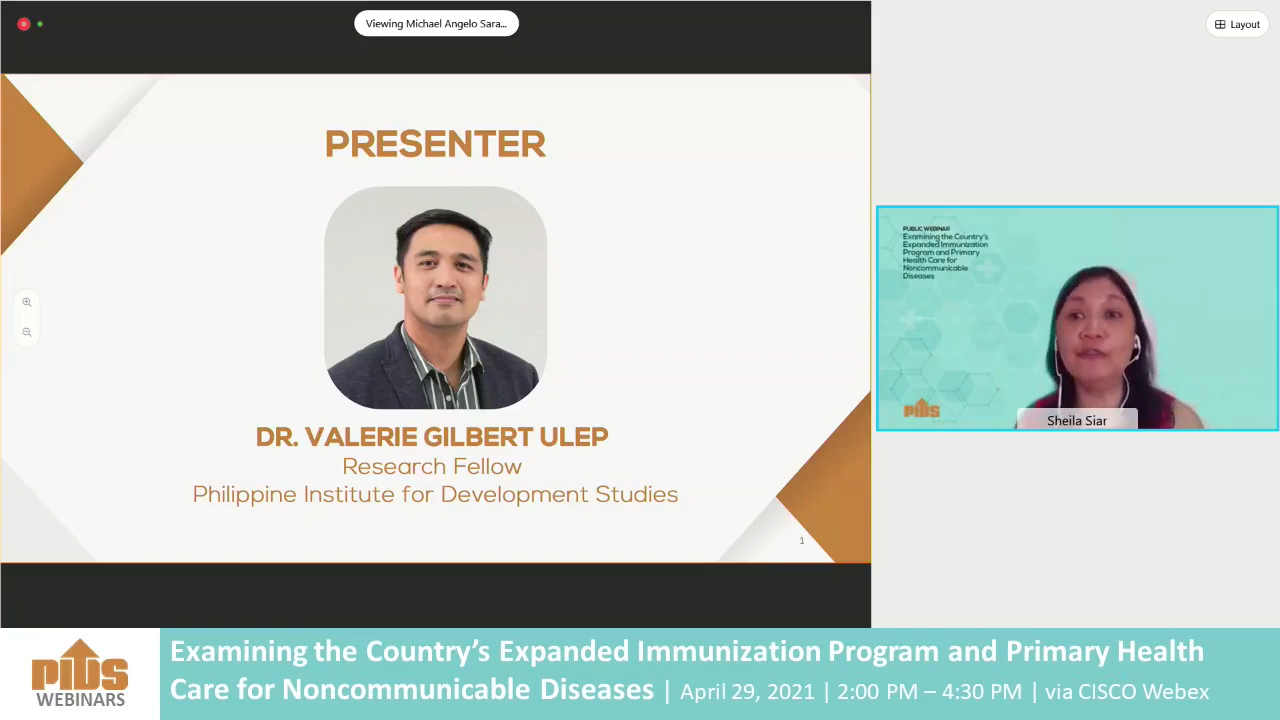 Viewing Michael Angelo Sara...
Layout
PRESENTER
DR. VALERIE GILBERT ULEP
Research Fellow
Philippine Institute for Development Studies
1
PUBLIC WEBINAR
Examining the Country's
Expanded Immunization
Program and Primary
Health Care for
Noncommunicable
Diseases
PIDS
Sheila Siar
PIDS
WEBINARS
Examining the Country's Expanded Immunization Program and Primary Health
Care for Noncommunicable Diseases | April 29, 2021 | 2:00 PM – 4:30 PM | via CISCO Webex